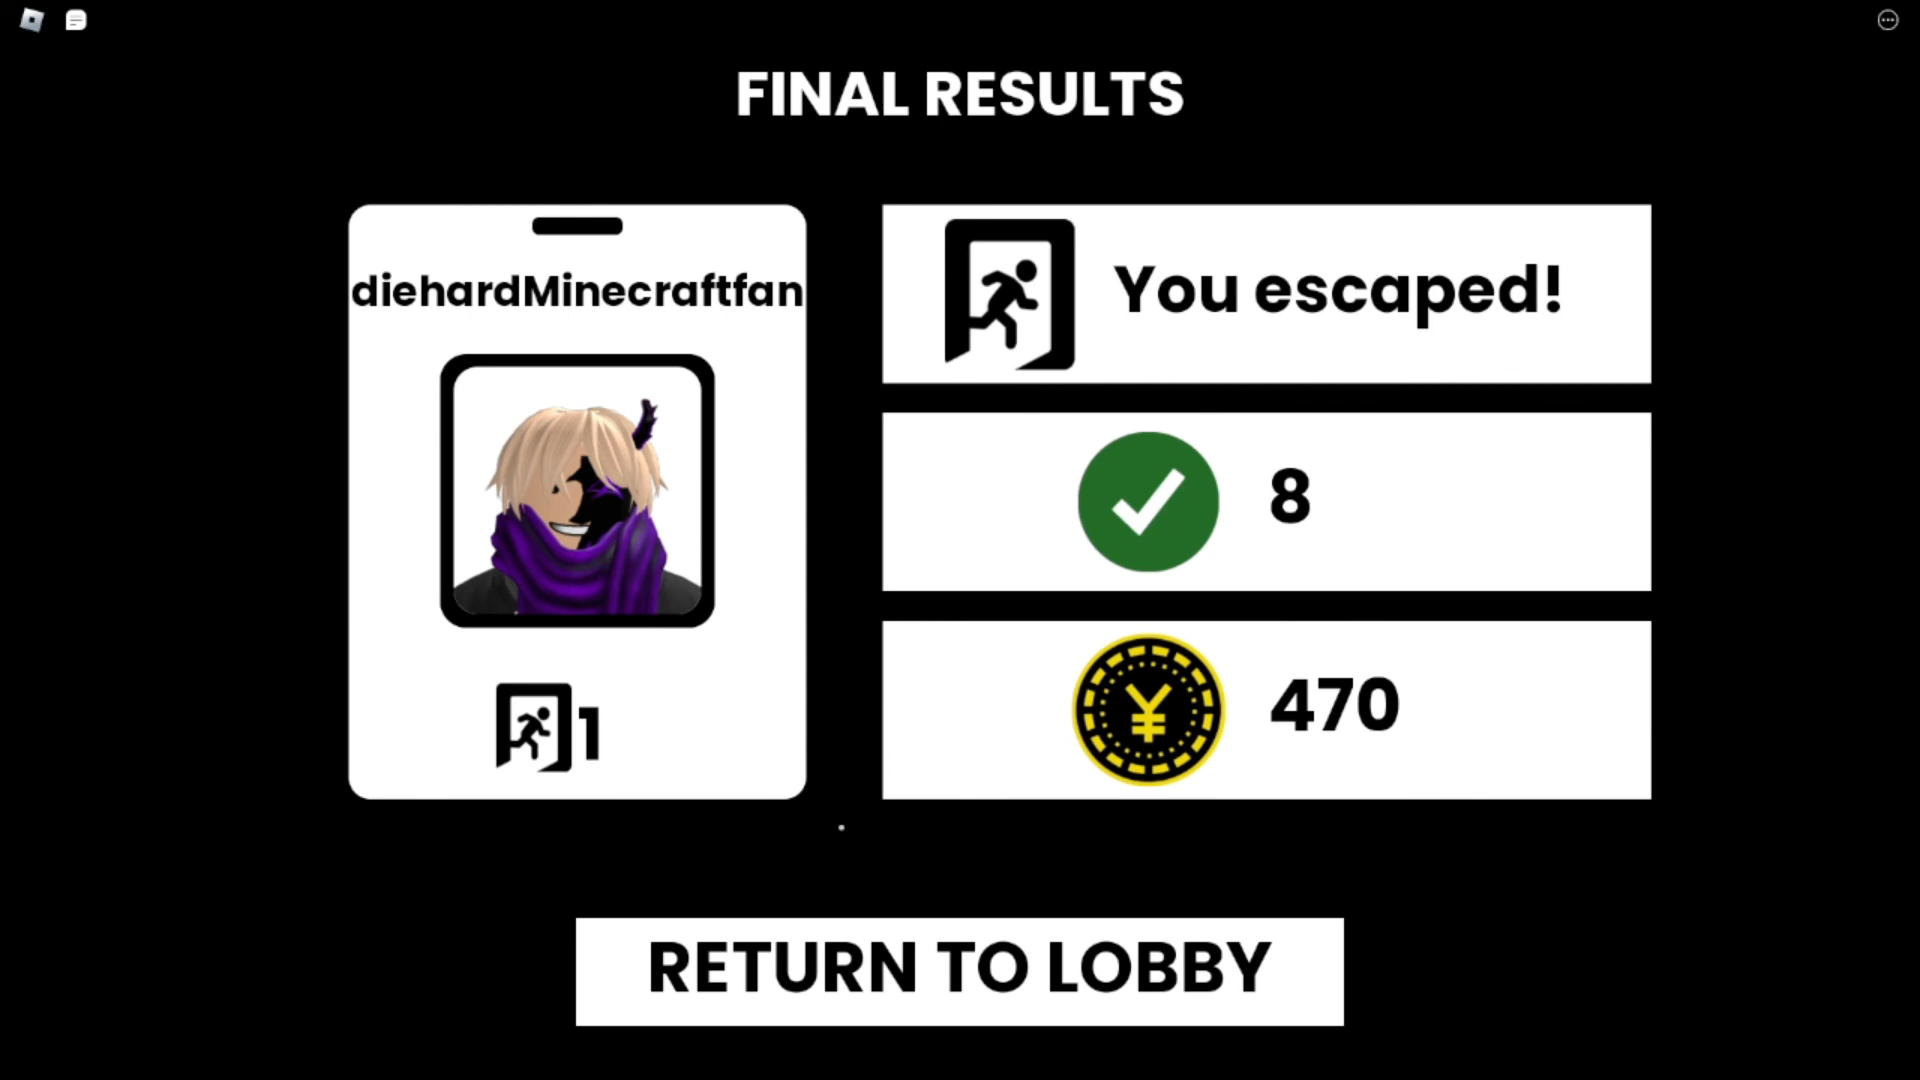 FINAL RESULTS
diehardMinecraftfan
1
You escaped!
8
¥ 470
RETURN TO LOBBY